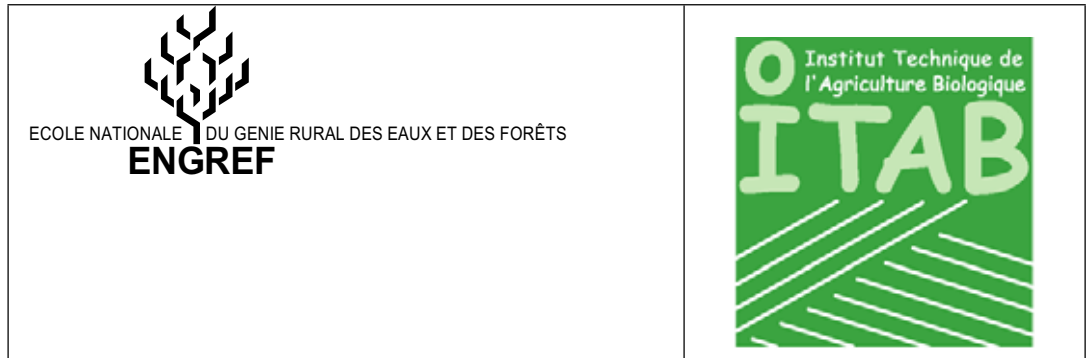 ECOLE NATIONALE DU GENIE RURAL DES EAUX ET DES FORÊTS
ENGREF
Institut Technique de
l'Agriculture Biologique
ITAB